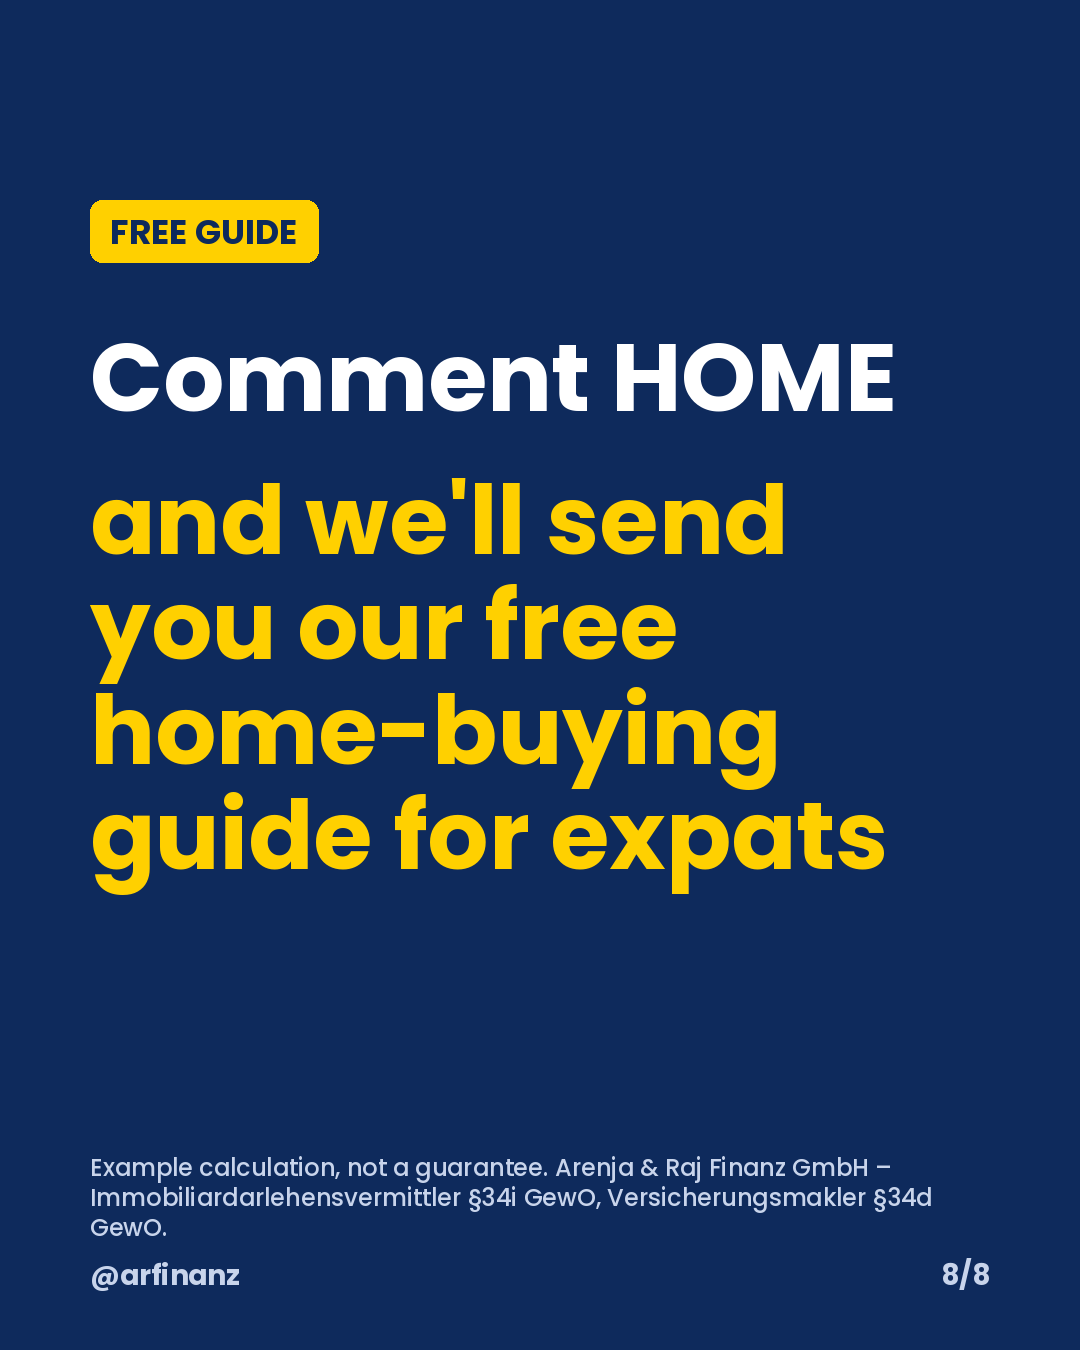 FREE GUIDE
Comment HOME
and we'll send
you our free
home-buying
guide for expats
Example calculation, not a guarantee. Arenja & Raj Finanz GmbH –
Immobiliardarlehensvermittler §34i GewO, Versicherungsmakler §34d
GewO.
@arfinanz
8/8